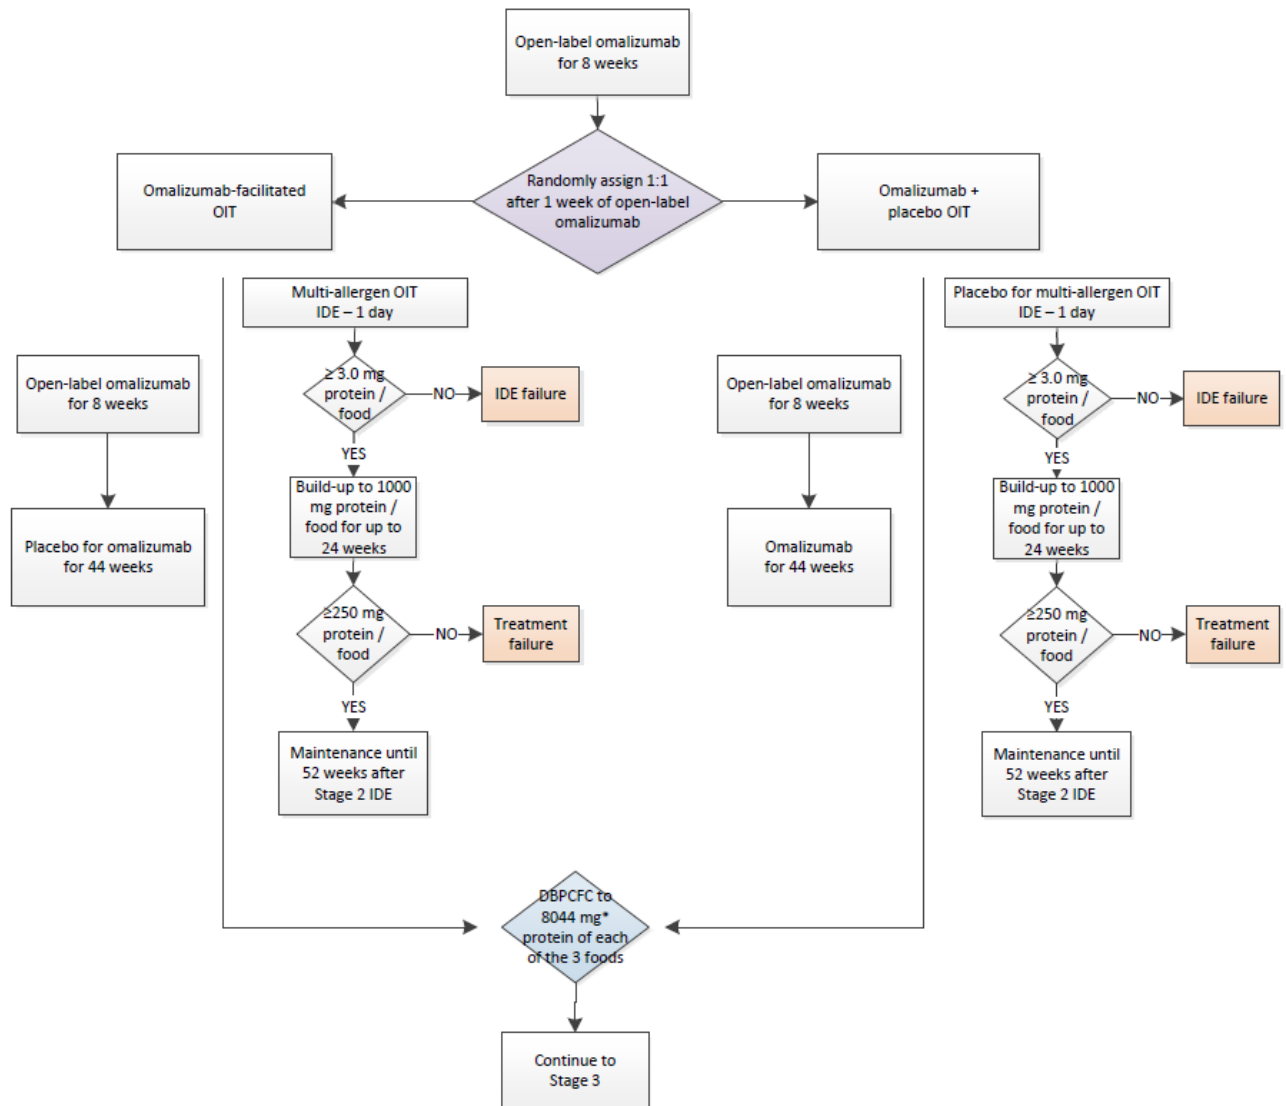 Open-label omalizumab
for 8 weeks
Randomly assign 1:1
after 1 week of open-label
omalizumab
Omalizumab-facilitated
OIT
Omalizumab +
placebo OIT
Multi-allergen OIT
IDE – 1 day
≥ 3.0 mg
protein /
food
NO
IDE failure
YES
Open-label omalizumab
for 8 weeks
Placebo for omalizumab
for 44 weeks
Build-up to 1000
mg protein /
food for up to
24 weeks
≥250 mg
protein /
food
NO
Treatment
failure
YES
Maintenance until
52 weeks after
Stage 2 IDE
Placebo for multi-allergen OIT
IDE – 1 day
≥ 3.0 mg
protein /
food
NO
IDE failure
YES
Open-label omalizumab
for 8 weeks
Omalizumab
for 44 weeks
Build-up to 1000
mg protein /
food for up to
24 weeks
≥250 mg
protein /
food
NO
Treatment
failure
YES
Maintenance until
52 weeks after
Stage 2 IDE
DBPCFC to
8044 mg*
protein of each
of the 3 foods
Continue to
Stage 3